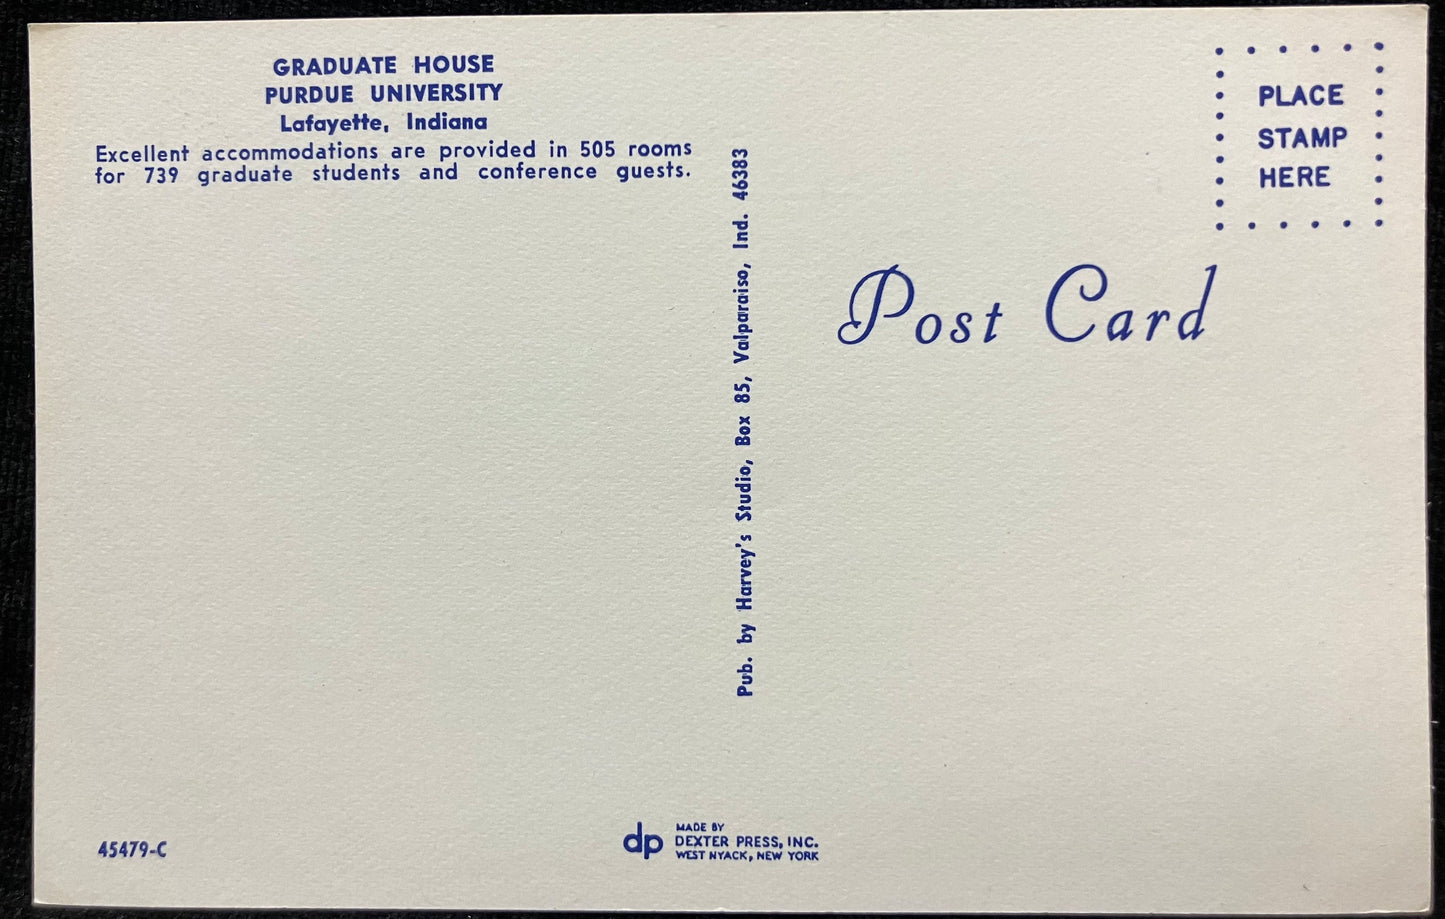 GRADUATE HOUSE
PURDUE UNIVERSITY
Lafayette, Indiana
Excellent accommodations are provided in 505 rooms
for 739 graduate students and conference guests.
Pub. by Harvey's Studio, Box 85, Valparaiso, Ind. 46383
PLACE
STAMP
HERE
Post Card
45479-C
dp
MADE BY
DEXTER PRESS, INC.
WEST NYACK, NEW YORK